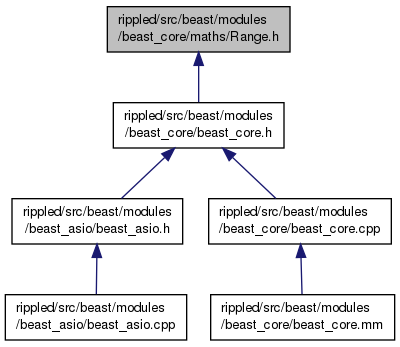 rippled/src/beast/modules
/beast_core/maths/Range.h
rippled/src/beast/modules
/beast_core/beast_core.h
rippled/src/beast/modules
/beast_asio/beast_asio.h
rippled/src/beast/modules
/beast_core/beast_core.cpp
rippled/src/beast/modules
/beast_asio/beast_asio.cpp
rippled/src/beast/modules
/beast_core/beast_core.mm